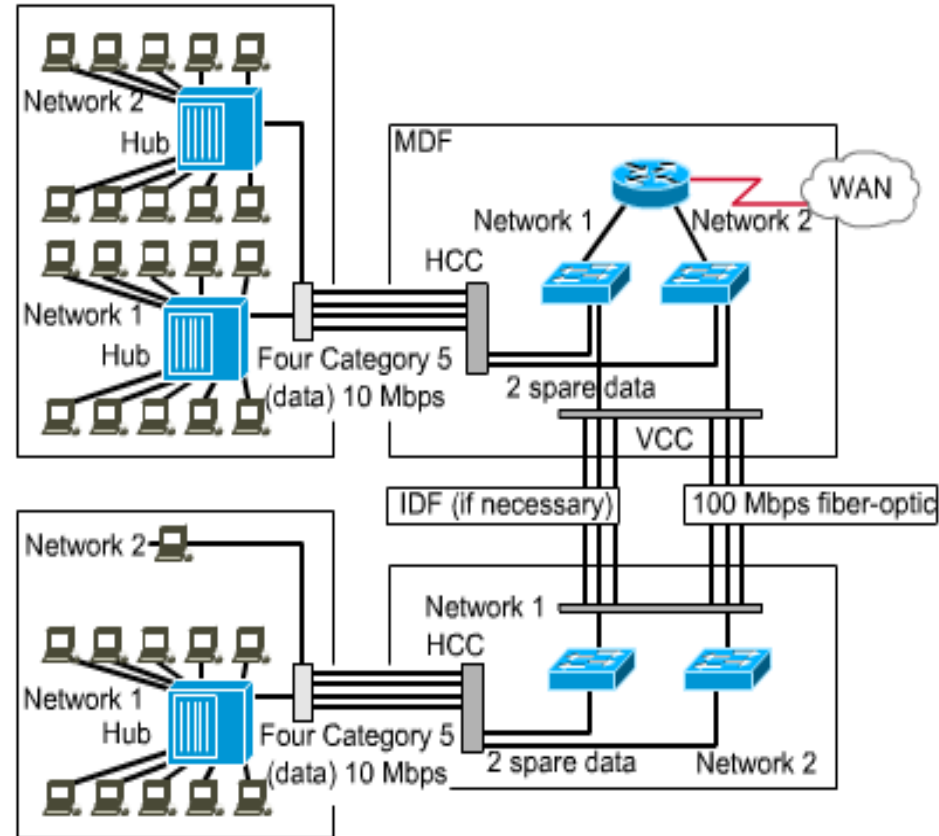 Network 2
Hub
Network 1
Hub
Four Category 5
(data) 10 Mbps
MDF
WAN
Network 1
Network 2
HCC
2 spare data
VCC
IDF (if necessary)
100 Mbps fiber-optic
Network 2
Network 1
Hub
Four Category 5
(data) 10 Mbps
Network 1
HCC
2 spare data
Network 2